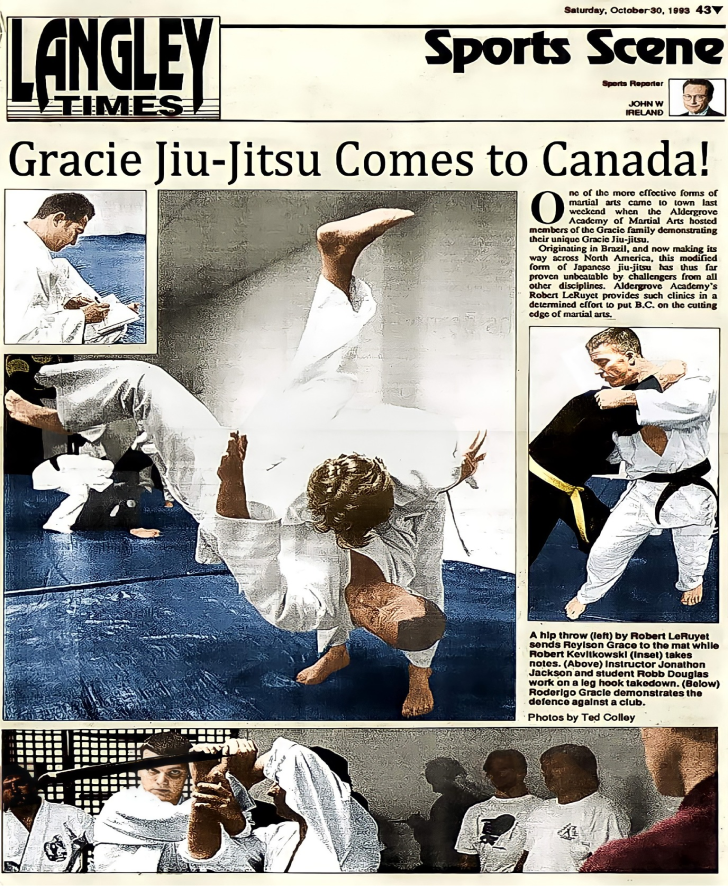 Saturday, October 30, 1993 43▼
LANGLEY
TIMES
Sports Scene
Sports Reporter
JOHN W
IRELAND
Gracie Jiu-Jitsu Comes to Canada!
One of the more effective forms of
martial arts came to town last
weekend when the Aldergrove
Academy of Martial Arts hosted
members of the Gracie family demonstrating
their unique Gracie Jiu-jitsu.
Originating in Brazil, and now making its
way across North America, this modified
form of Japanese jiu-jitsu has thus far
proven unbeatable by challengers from all
other disciplines. Aldergrove Academy's
Robert LeRuyet provides such clinics in a
determined effort to put B.C. on the cutting
edge of martial arts.
A hip throw (left) by Robert LeRuyet
sends Reylson Grace to the mat while
Robert Kevitkowski (inset) takes
notes. (Above) Instructor Jonathon
Jackson and student Robb Douglas
work on a leg hook takedown. (Below)
Roderigo Gracie demonstrates the
defence against a club.
Photos by Ted Colley